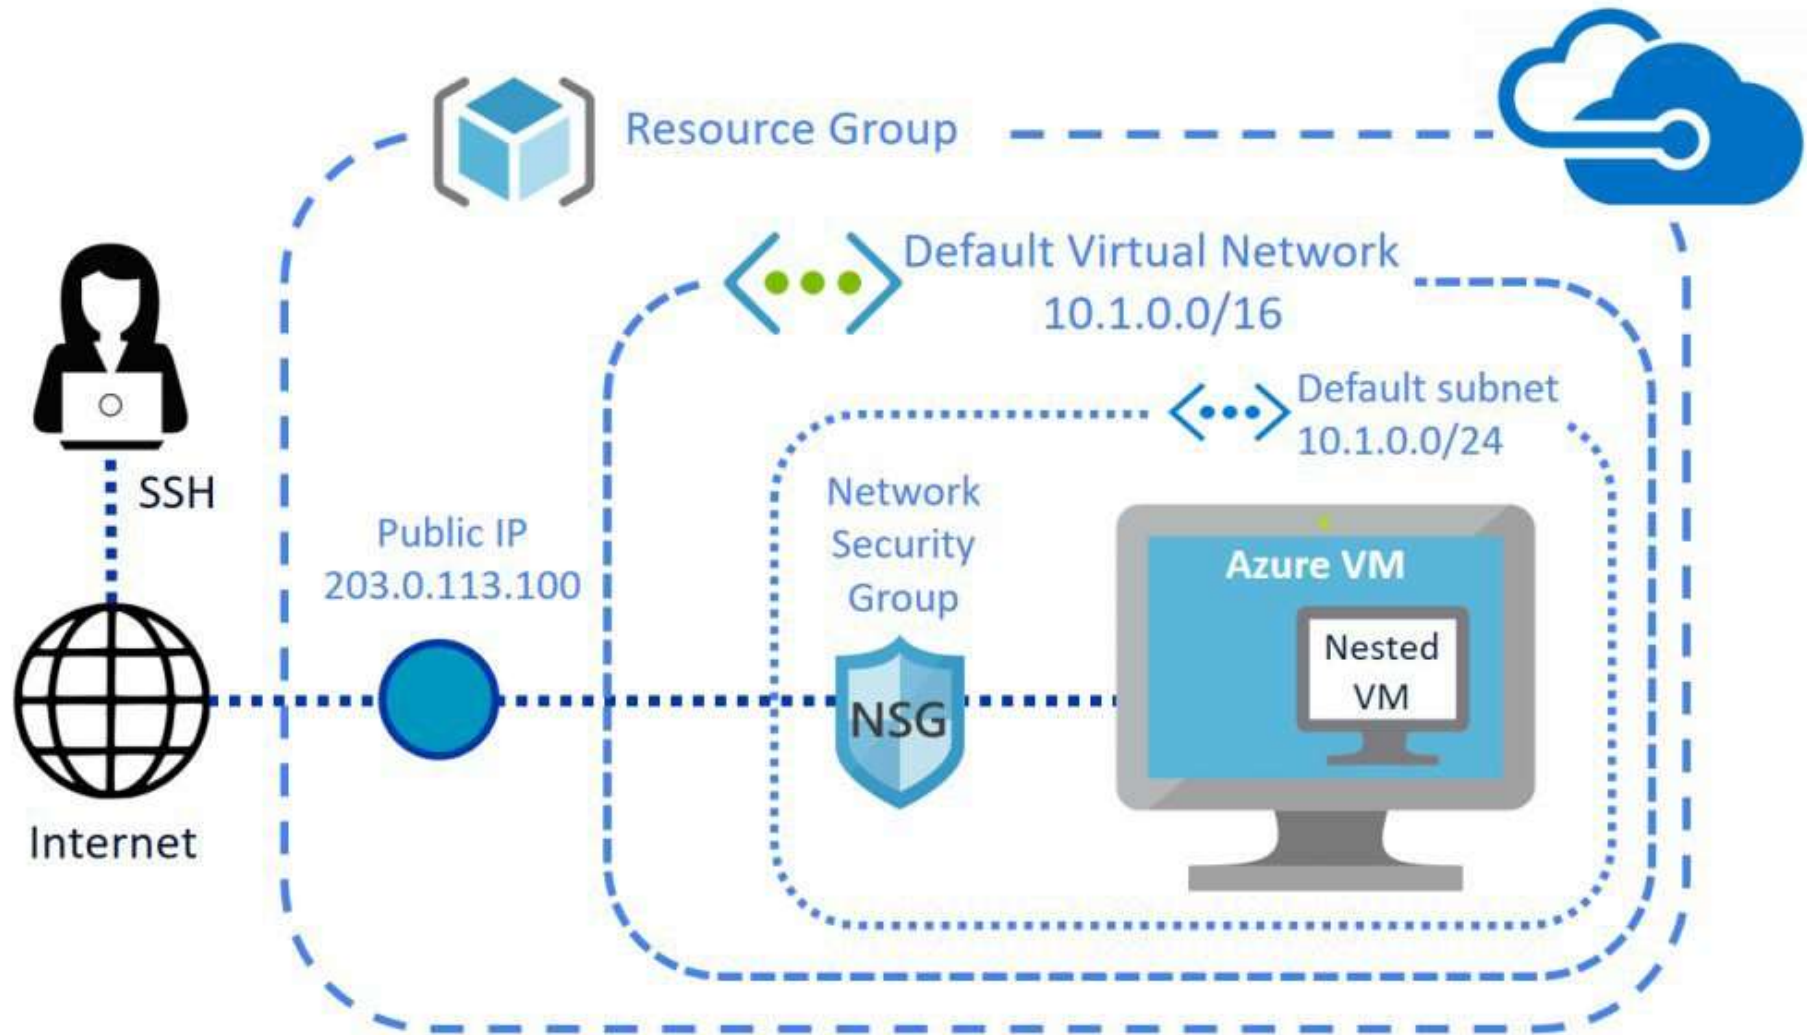 Resource Group
Default Virtual Network
10.1.0.0/16
Default subnet
10.1.0.0/24
SSH
Network
Security
Group
Public IP
203.0.113.100
Azure VM
Nested
VM
NSG
Internet